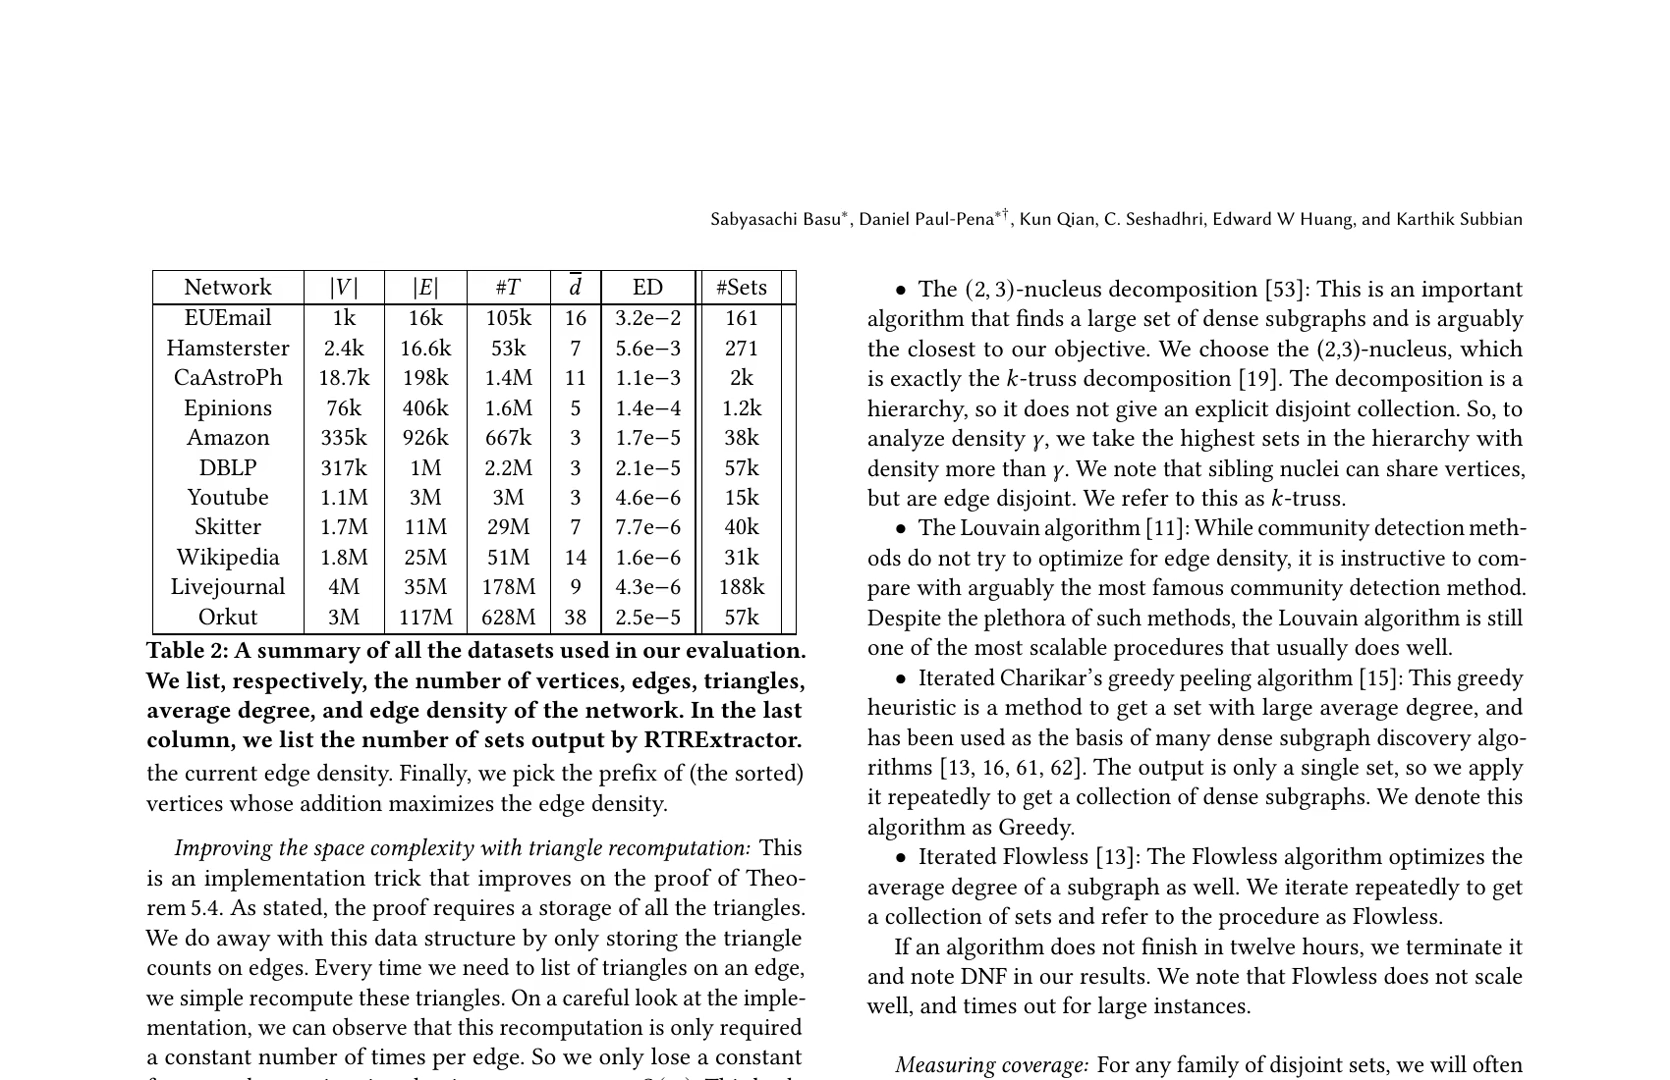 Sabyasachi Basu*, Daniel Paul-Pena*†, Kun Qian, C. Seshadhri, Edward W Huang, and Karthik Subbian
Network |V| |E| #T d̅ ED #Sets
EUEmail 1k 16k 105k 16 3.2e−2 161
Hamsterster 2.4k 16.6k 53k 7 5.6e−3 271
CaAstroPh 18.7k 198k 1.4M 11 1.1e−3 2k
Epinions 76k 406k 1.6M 5 1.4e−4 1.2k
Amazon 335k 926k 667k 3 1.7e−5 38k
DBLP 317k 1M 2.2M 3 2.1e−5 57k
Youtube 1.1M 3M 3M 3 4.6e−6 15k
Skitter 1.7M 11M 29M 7 7.7e−6 40k
Wikipedia 1.8M 25M 51M 14 1.6e−6 31k
Livejournal 4M 35M 178M 9 4.3e−6 188k
Orkut 3M 117M 628M 38 2.5e−5 57k
Table 2: A summary of all the datasets used in our evaluation.
We list, respectively, the number of vertices, edges, triangles,
average degree, and edge density of the network. In the last
column, we list the number of sets output by RTRExtractor.
the current edge density. Finally, we pick the prefix of (the sorted)
vertices whose addition maximizes the edge density.
Improving the space complexity with triangle recomputation: This
is an implementation trick that improves on the proof of Theo-
rem 5.4. As stated, the proof requires a storage of all the triangles.
We do away with this data structure by only storing the triangle
counts on edges. Every time we need to list of triangles on an edge,
we simple recompute these triangles. On a careful look at the imple-
mentation, we can observe that this recomputation is only required
a constant number of times per edge. So we only lose a constant
• The (2, 3)-nucleus decomposition [53]: This is an important
algorithm that finds a large set of dense subgraphs and is arguably
the closest to our objective. We choose the (2,3)-nucleus, which
is exactly the k-truss decomposition [19]. The decomposition is a
hierarchy, so it does not give an explicit disjoint collection. So, to
analyze density γ, we take the highest sets in the hierarchy with
density more than γ. We note that sibling nuclei can share vertices,
but are edge disjoint. We refer to this as k-truss.
• The Louvain algorithm [11]: While community detection meth-
ods do not try to optimize for edge density, it is instructive to com-
pare with arguably the most famous community detection method.
Despite the plethora of such methods, the Louvain algorithm is still
one of the most scalable procedures that usually does well.
• Iterated Charikar's greedy peeling algorithm [15]: This greedy
heuristic is a method to get a set with large average degree, and
has been used as the basis of many dense subgraph discovery algo-
rithms [13, 16, 61, 62]. The output is only a single set, so we apply
it repeatedly to get a collection of dense subgraphs. We denote this
algorithm as Greedy.
• Iterated Flowless [13]: The Flowless algorithm optimizes the
average degree of a subgraph as well. We iterate repeatedly to get
a collection of sets and refer to the procedure as Flowless.
If an algorithm does not finish in twelve hours, we terminate it
and note DNF in our results. We note that Flowless does not scale
well, and times out for large instances.
Measuring coverage: For any family of disjoint sets, we will often